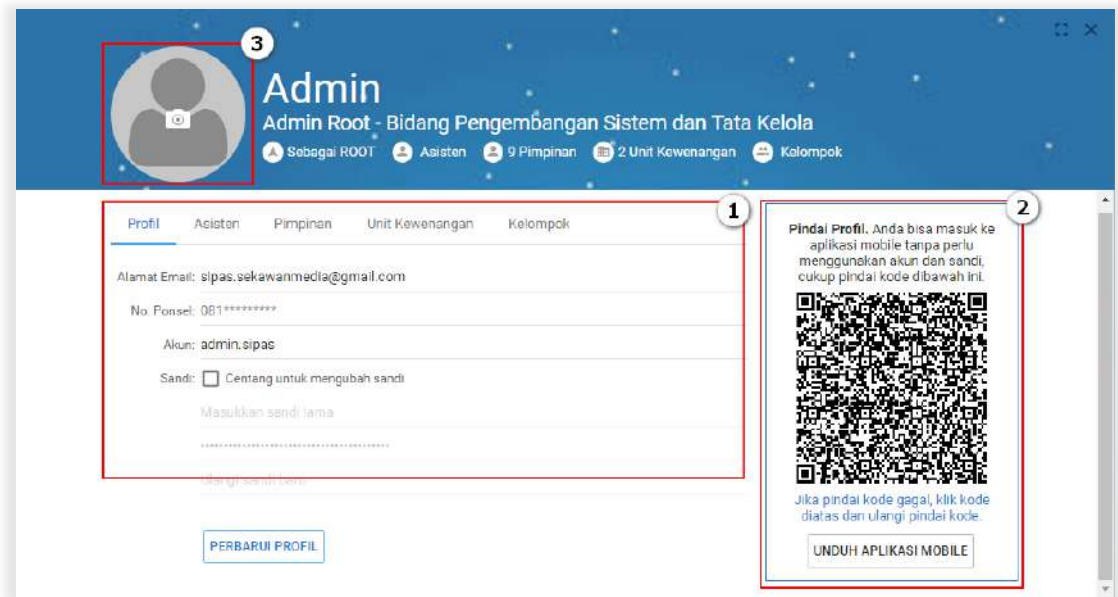 3
Admin
Admin Root - Bidang Pengembangan Sistem dan Tata Kelola
Sebagai ROOT Asisten 9 Pimpinan 2 Unit Kewenangan Kelompok
1
Profil Asisten Pimpinan Unit Kewenangan Kelompok
Alamat Email: sipas.sekawanmedia@gmail.com
No. Ponsel: 081*********
Akun: admin.sipas
Sandi: Centang untuk mengubah sandi
Masukkan sandi lama
Ulangi sandi baru
PERBARUI PROFIL
2
Pindai Profil. Anda bisa masuk ke
aplikasi mobile tanpa perlu
menggunakan akun dan sandi,
cukup pindai kode dibawah ini.
Jika pindai kode gagal, klik kode
diatas dan ulangi pindai kode.
UNDUH APLIKASI MOBILE